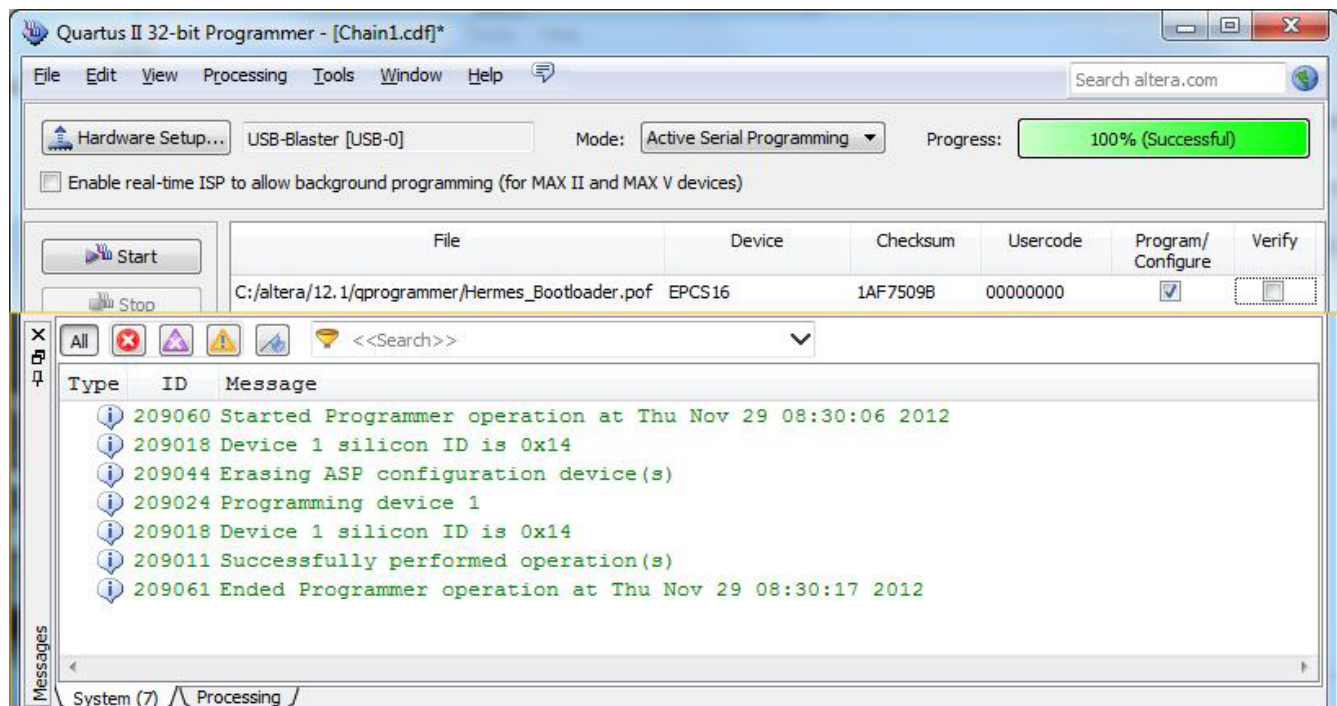 Quartus II 32-bit Programmer - [Chain1.cdf]*
File Edit View Processing Tools Window Help Search altera.com
Hardware Setup... USB-Blaster [USB-0] Mode: Active Serial Programming Progress: 100% (Successful)
Enable real-time ISP to allow background programming (for MAX II and MAX V devices)
Start
Stop
File Device Checksum Usercode Program/Configure Verify
C:/altera/12.1/qprogrammer/Hermes_Bootloader.pof EPCS16 1AF7509B 00000000
All <<Search>>
Type ID Message
209060 Started Programmer operation at Thu Nov 29 08:30:06 2012
209018 Device 1 silicon ID is 0x14
209044 Erasing ASP configuration device(s)
209024 Programming device 1
209018 Device 1 silicon ID is 0x14
209011 Successfully performed operation(s)
209061 Ended Programmer operation at Thu Nov 29 08:30:17 2012
Messages
System (7) Processing